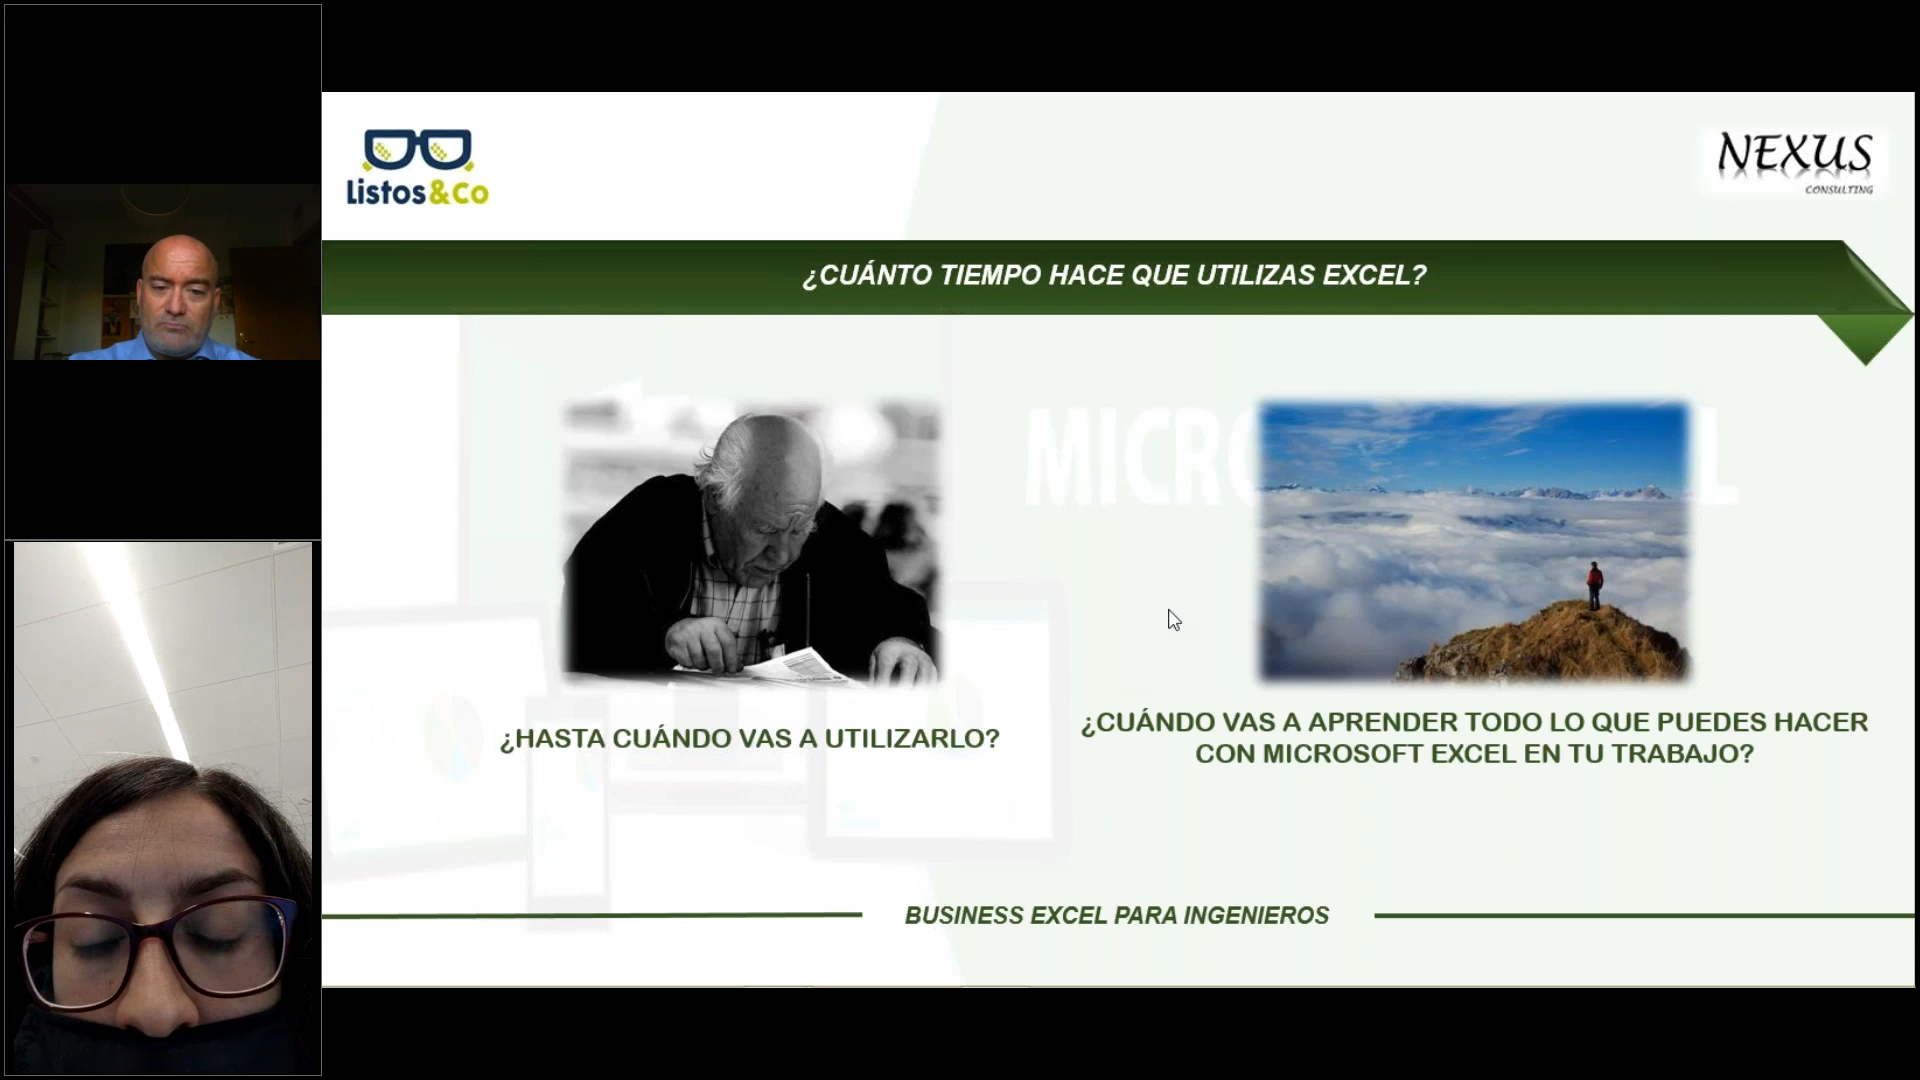 Listos&Co
NEXUS
CONSULTING
¿CUÁNTO TIEMPO HACE QUE UTILIZAS EXCEL?
¿HASTA CUÁNDO VAS A UTILIZARLO?
¿CUÁNDO VAS A APRENDER TODO LO QUE PUEDES HACER
CON MICROSOFT EXCEL EN TU TRABAJO?
BUSINESS EXCEL PARA INGENIEROS